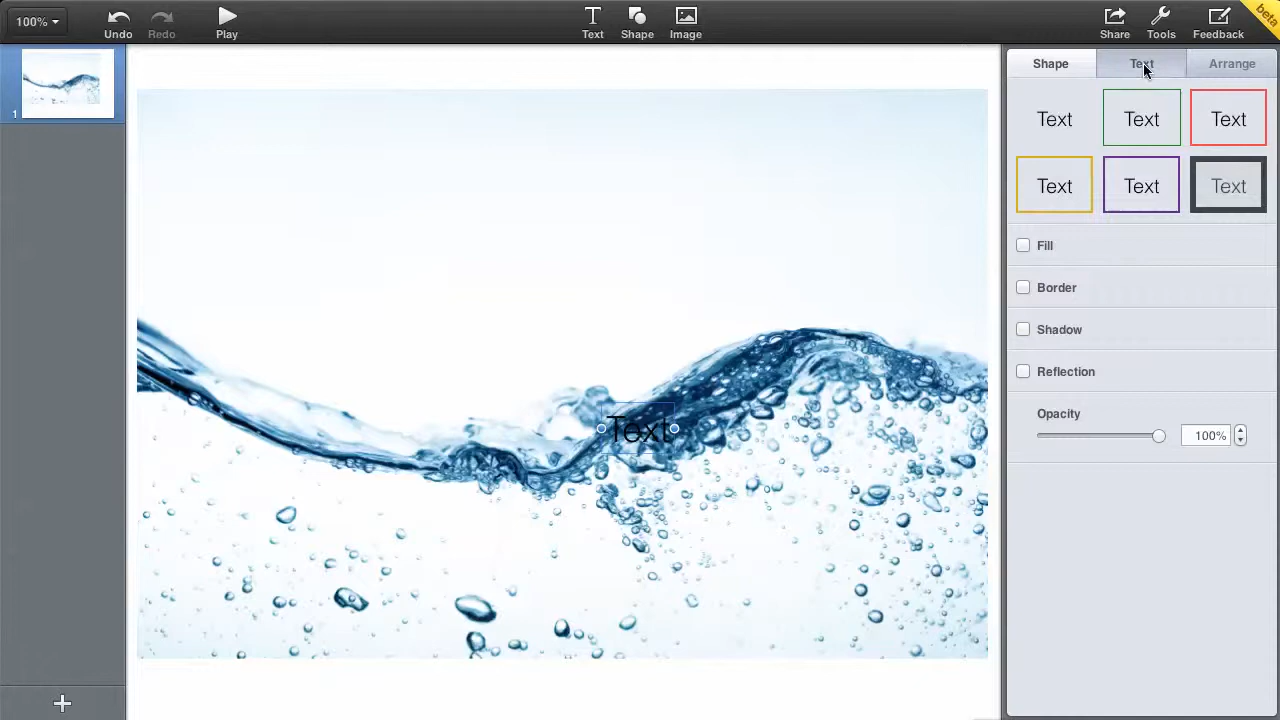 100%
Undo
Redo
Play
Text
Shape
Image
Share
Tools
Feedback
beta
1
Text
Shape
Text
Arrange
Text
Text
Text
Text
Text
Text
Fill
Border
Shadow
Reflection
Opacity
100%